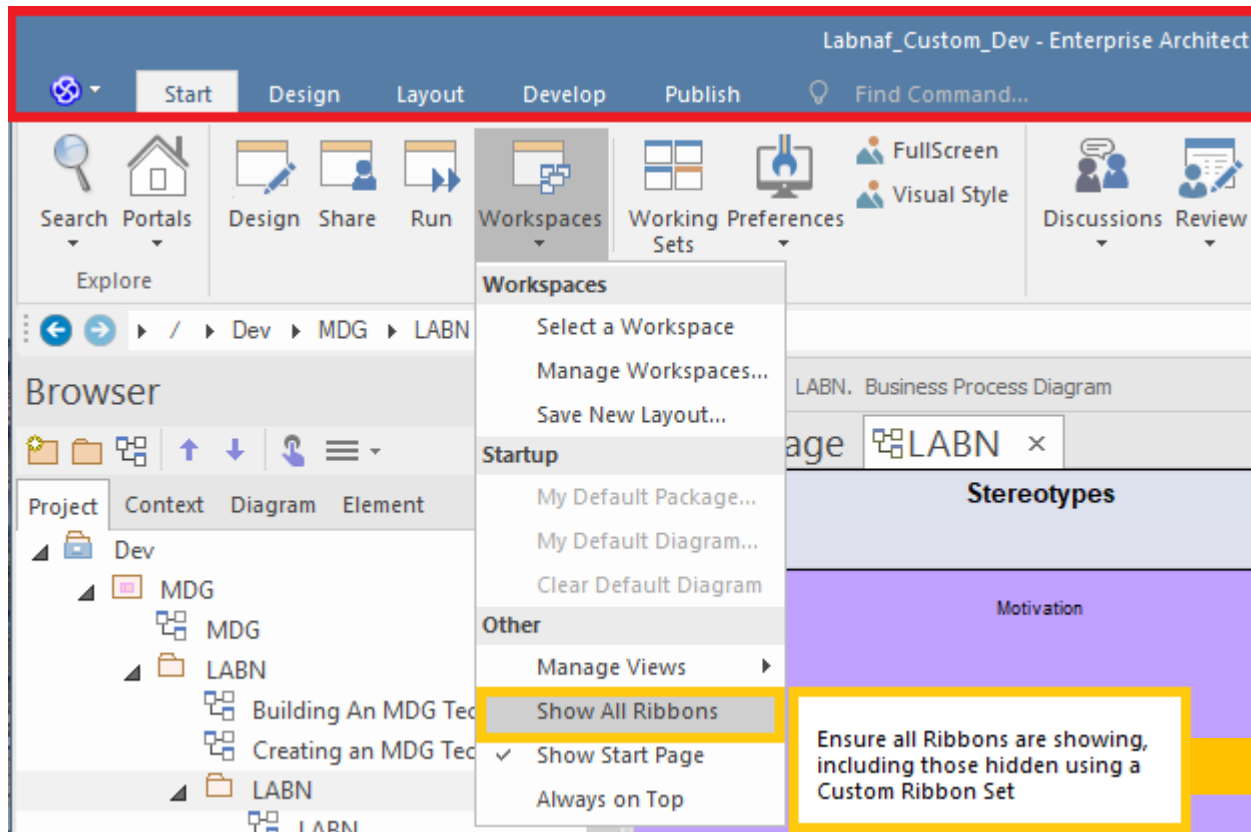 Labnaf_Custom_Dev - Enterprise Architect
Start Design Layout Develop Publish Find Command...
FullScreen
Visual Style
Search Portals Design Share Run Workspaces Working Sets Preferences Discussions Review
Explore
Workspaces
Select a Workspace
Manage Workspaces...
Save New Layout...
Startup
My Default Package...
My Default Diagram...
Clear Default Diagram
Other
Manage Views
Show All Ribbons
Show Start Page
Always on Top
/ Dev MDG LABN
Browser
Project Context Diagram Element
Dev
MDG
MDG
LABN
Building An MDG Tec
Creating an MDG Tec
LABN
LABN
LABN. Business Process Diagram
age LABN ×
Stereotypes
Motivation
Ensure all Ribbons are showing,
including those hidden using a
Custom Ribbon Set